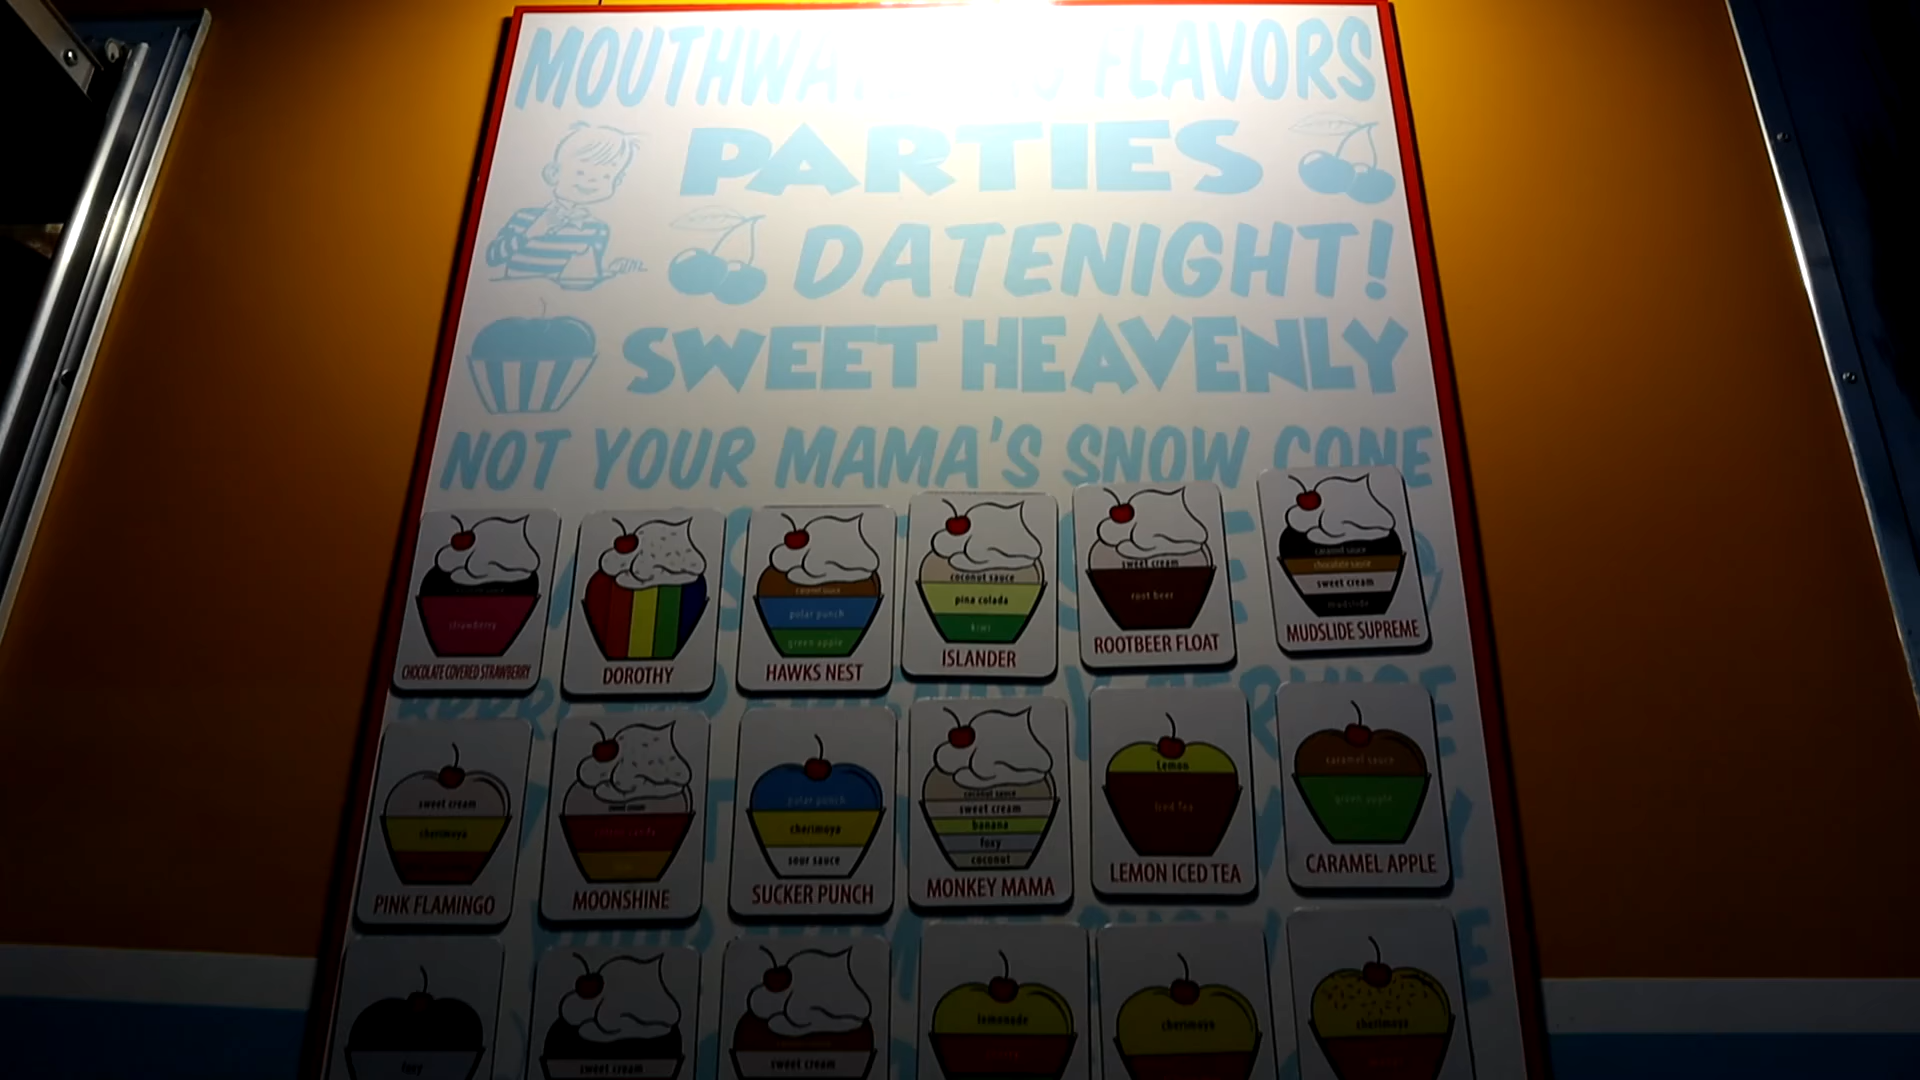 MOUTHWA FLAVORS
PARTIES
DATENIGHT!
SWEET HEAVENLY
NOT YOUR MAMA'S SNOW CONE
strawberry
CHOCOLATE COVERED STRAWBERRY
DOROTHY
caramel sauce
polar punch
green apple
HAWKS NEST
coconut sauce
pina colada
kiwi
ISLANDER
sweet cream
root beer
ROOTBEER FLOAT
caramel sauce
chocolate sauce
sweet cream
mudslide
MUDSLIDE SUPREME
sweet cream
cherimoya
PINK FLAMINGO
sweet cream
cotton candy
MOONSHINE
polar punch
cherimoya
sour sauce
SUCKER PUNCH
coconut sauce
sweet cream
banana
foxy
coconut
MONKEY MAMA
Lemon
Iced Tea
LEMON ICED TEA
caramel sauce
green apple
CARAMEL APPLE
foxy
sweet cream
sweet cream
lemonade
cherimoya
cherimoya